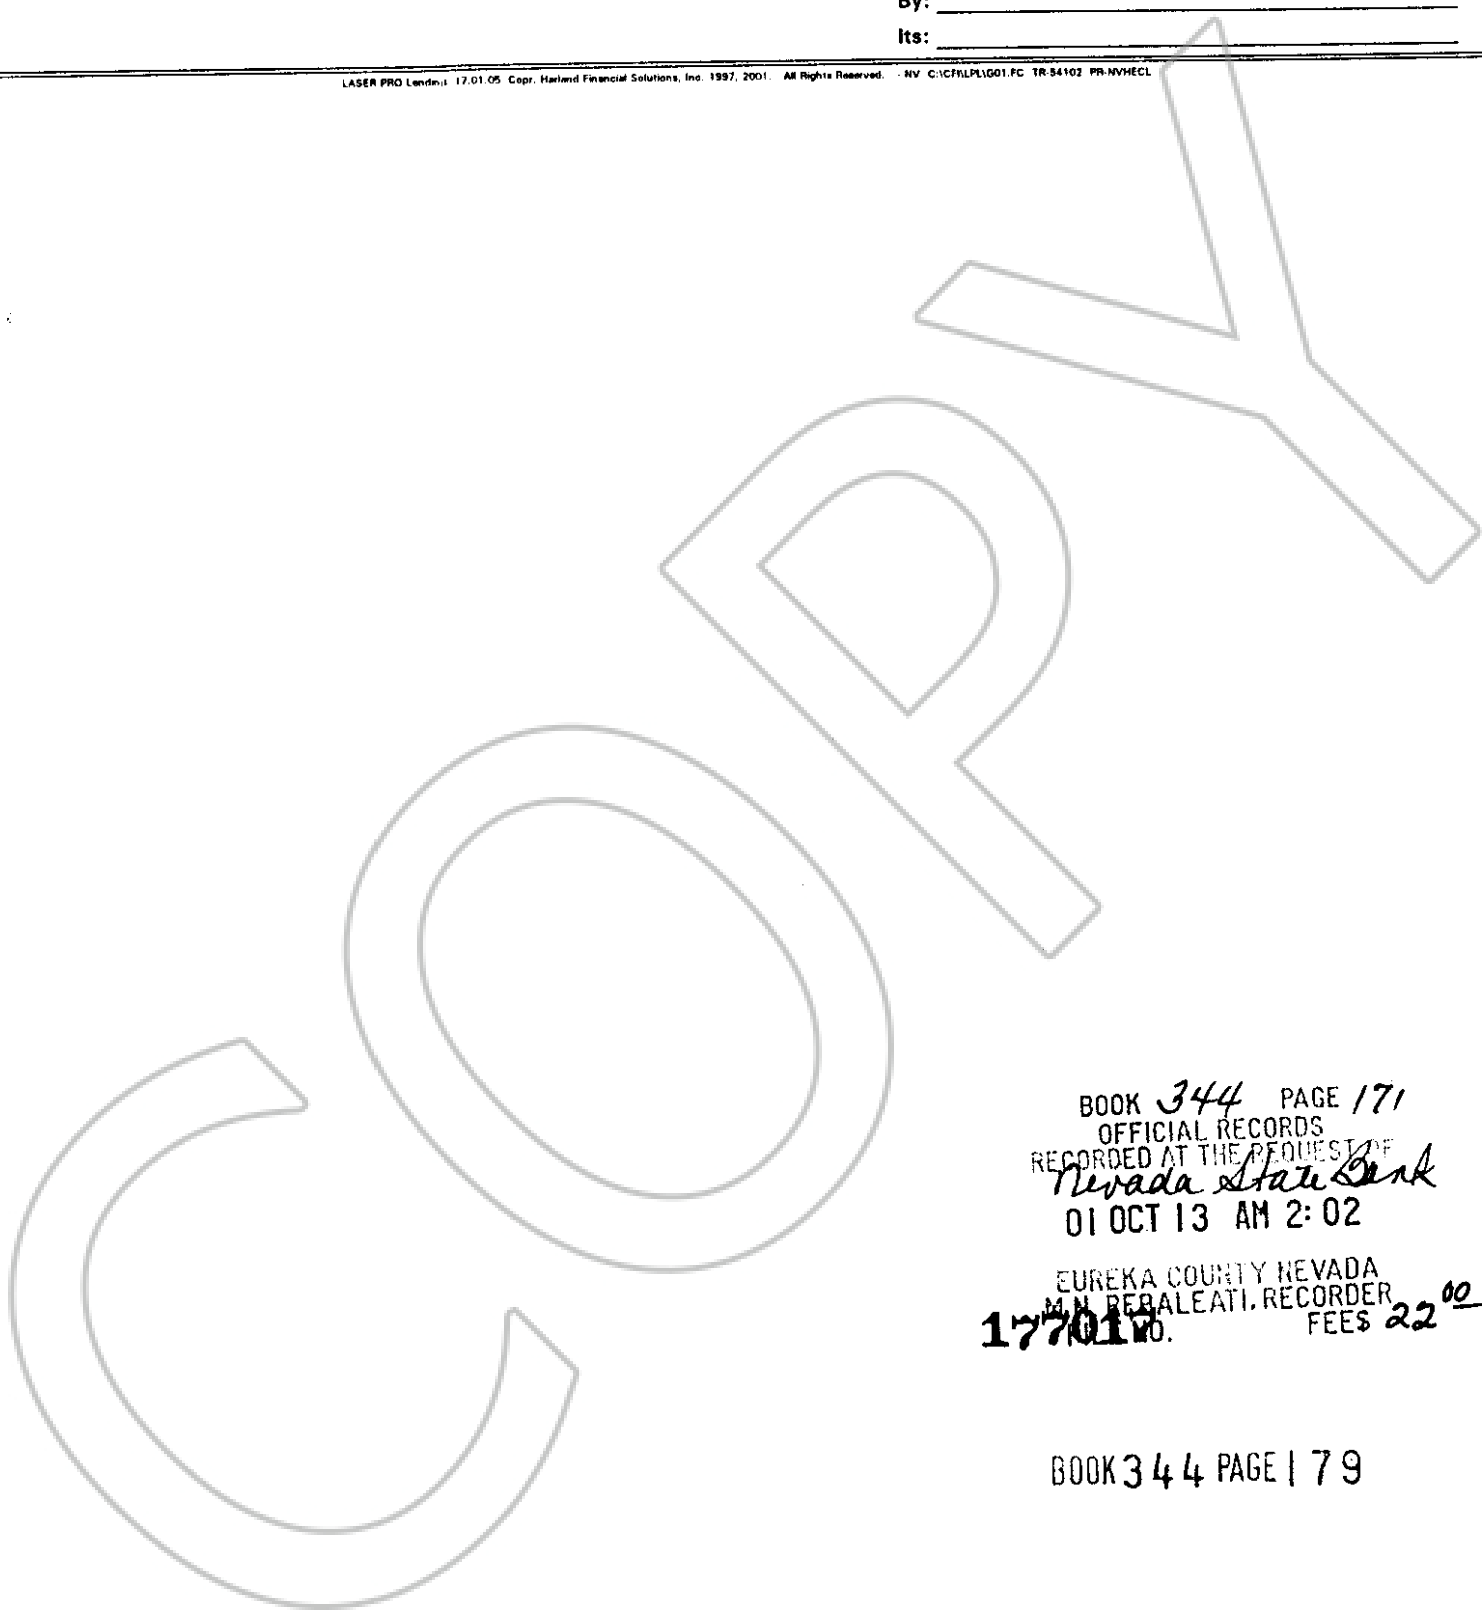 By:
Its:
LASER PRO Lending, 17.01.05 Copr. Harland Financial Solutions, Inc. 1997, 2001. All Rights Reserved. - NV C:\CFI\LPL\G01.FC TR-54102 PR-NVHECL
COPY
BOOK 344 PAGE 171
OFFICIAL RECORDS
RECORDED AT THE REQUEST OF
Nevada State Bank
01 OCT 13 AM 2:02
EUREKA COUNTY NEVADA
M.N. REBALEATI, RECORDER
177017 NO. FEES 22 00
BOOK 344 PAGE 179